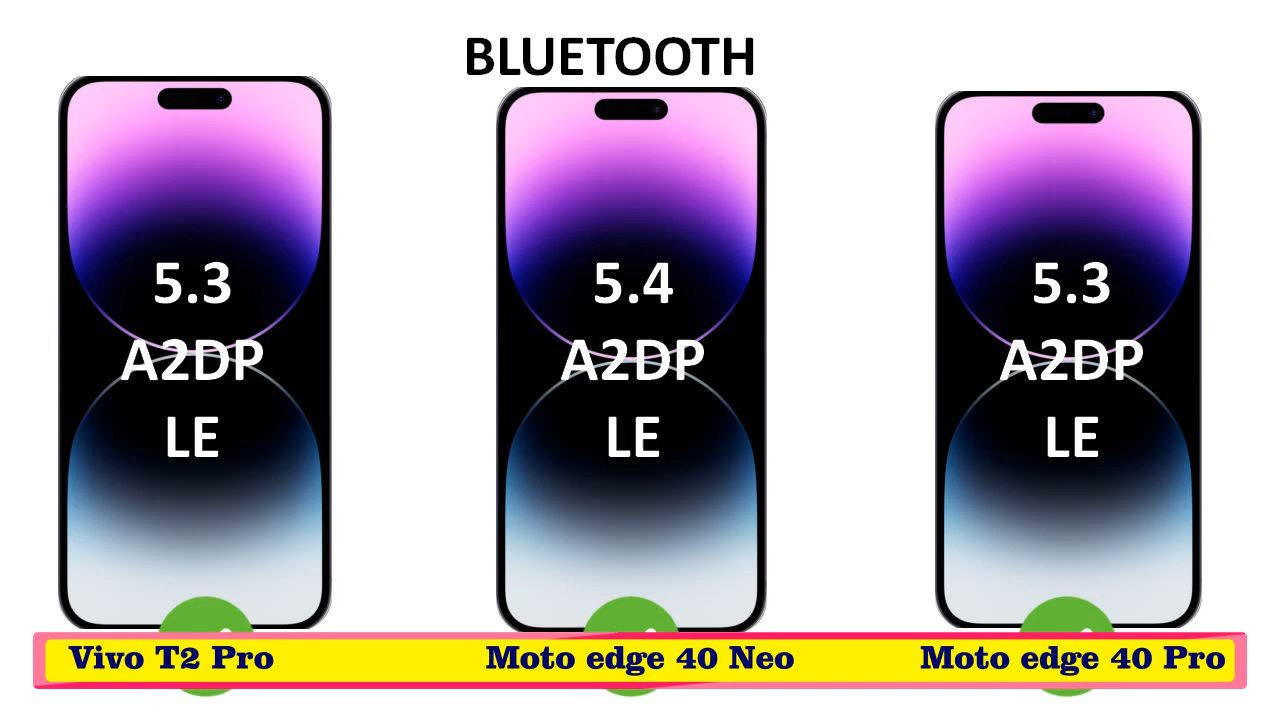 BLUETOOTH
5.3
A2DP
LE
5.4
A2DP
LE
5.3
A2DP
LE
Vivo T2 Pro
Moto edge 40 Neo
Moto edge 40 Pro